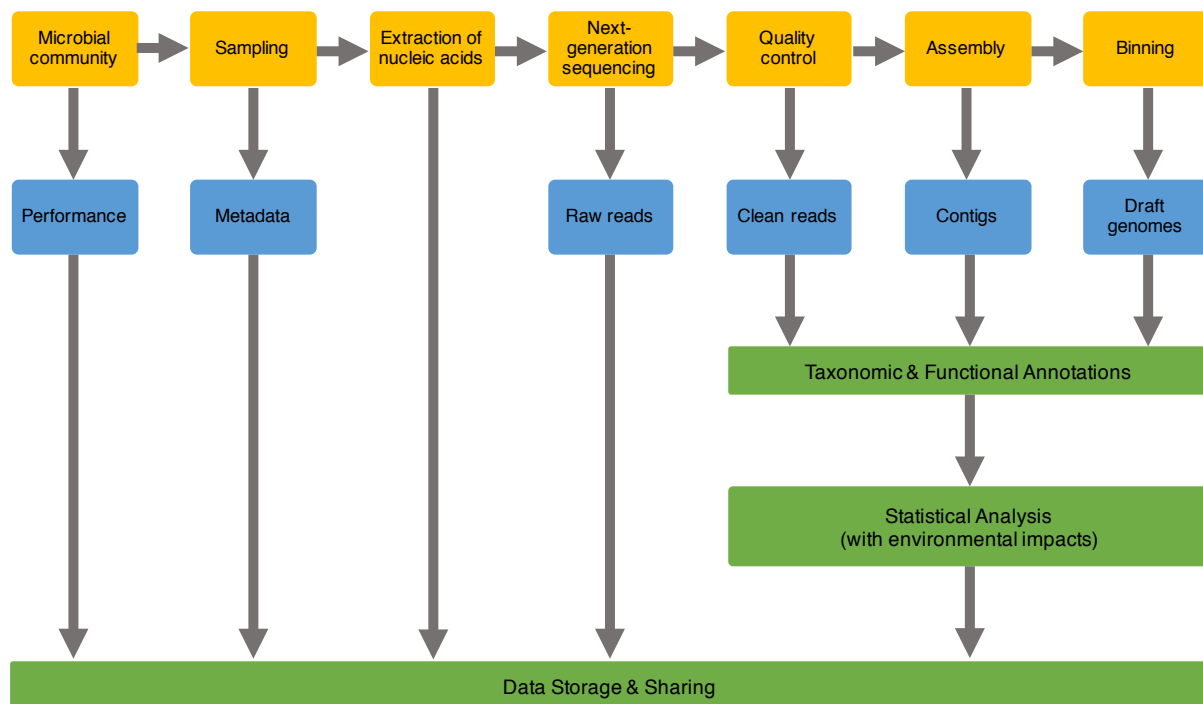 Microbial
community
Sampling
Extraction of
nucleic acids
Next-
generation
sequencing
Quality
control
Assembly
Binning
Performance
Metadata
Raw reads
Clean reads
Contigs
Draft
genomes
Taxonomic & Functional Annotations
Statistical Analysis
(with environmental impacts)
Data Storage & Sharing